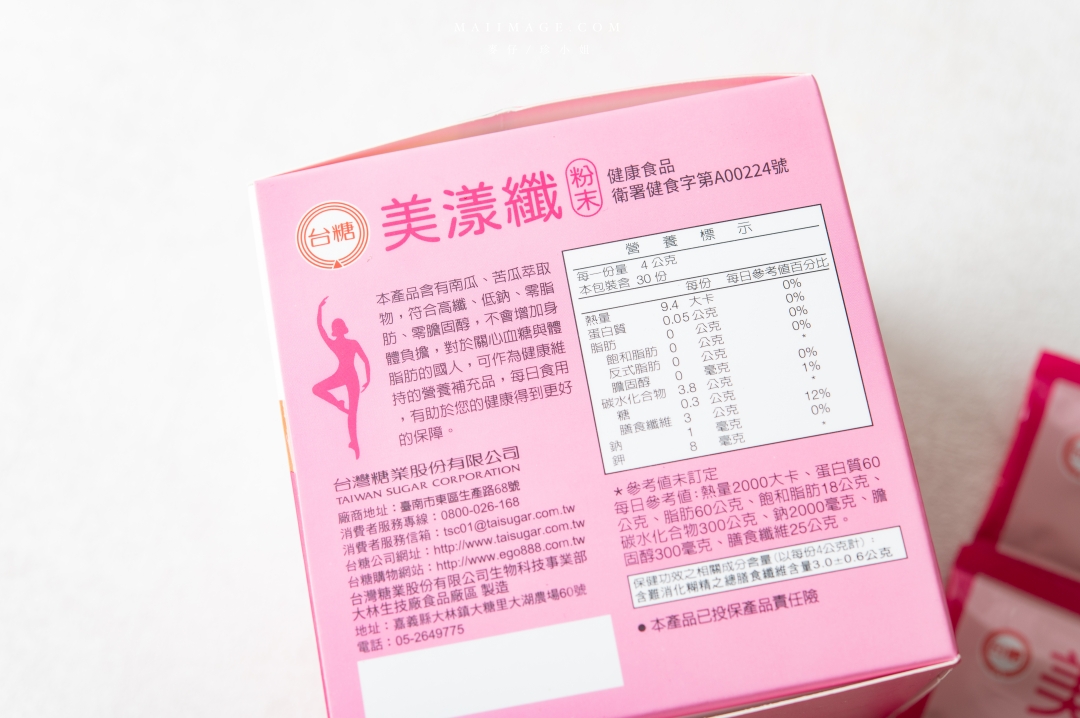 MAITMAGE.COM
台糖
美漾纖
粉末
健康食品
衛署健食字第A00224號
本產品含有南瓜、苦瓜萃取
物，符合高纖、低鈉、零脂
肪、零膽固醇，不會增加身
體負擔，對於關心血糖與體
脂肪的國人，可作為健康維
持的營養補充品，每日食用
，有助於您的健康得到更好
的保障。
台灣糖業股份有限公司
TAIWAN SUGAR CORPORATION
廠商地址：臺南市東區生產路68號
消費者服務專線：0800-026-168
消費者服務信箱：tsc01@taisugar.com.tw
台糖公司網址：http://www.taisugar.com.tw
台糖購物網站：http://www.ego888.com.tw
台灣糖業股份有限公司生物科技事業部
大林生技廠食品廠區 製造
地址：嘉義縣大林鎮大糖里大湖農場60號
電話：05-2649775
營養標示
每一份量 4公克
本包裝含 30份
每份 每日參考值百分比
熱量 9.4 大卡 0%
蛋白質 0.05公克 0%
脂肪 0 公克 0%
飽和脂肪 0 公克 0%
反式脂肪 0 公克 *
膽固醇 0 毫克 0%
碳水化合物 3.8 公克 1%
糖 0.3 公克 *
膳食纖維 3 公克 12%
鈉 1 毫克 0%
鉀 8 毫克 *
★參考值未訂定
每日參考值：熱量2000大卡、蛋白質60
公克、脂肪60公克、飽和脂肪18公克、
碳水化合物300公克、鈉2000毫克、膽
固醇300毫克、膳食纖維25公克。
保健功效之相關成分含量(以每份4公克計)：
含難消化糊精之總膳食纖維含量3.0±0.6公克
●本產品已投保產品責任險